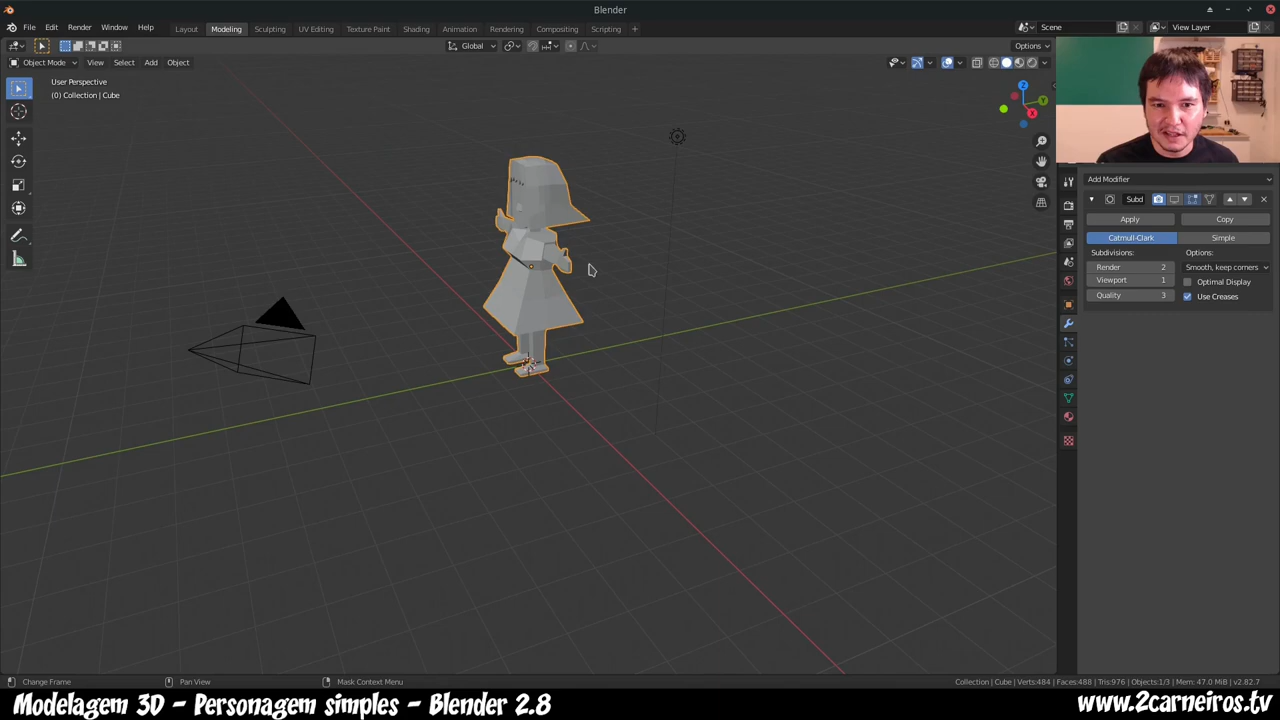 Blender
File Edit Render Window Help
Layout Modeling Sculpting UV Editing Texture Paint Shading Animation Rendering Compositing Scripting +
Scene
View Layer
Global
Options
Object Mode View Select Add Object
User Perspective
(0) Collection | Cube
Z
Y
X
Add Modifier
Subd
Apply
Copy
Catmull-Clark
Simple
Subdivisions:
Options:
Render 2
Smooth, keep corners
Viewport 1
Optimal Display
Quality 3
Use Creases
Change Frame
Pan View
Mask Context Menu
Collection | Cube | Verts:484 | Faces:488 | Tris:976 | Objects:1/3 | Mem: 47.0 MiB | v2.82.7
Modelagem 3D - Personagem simples - Blender 2.8
www.2carneiros.tv